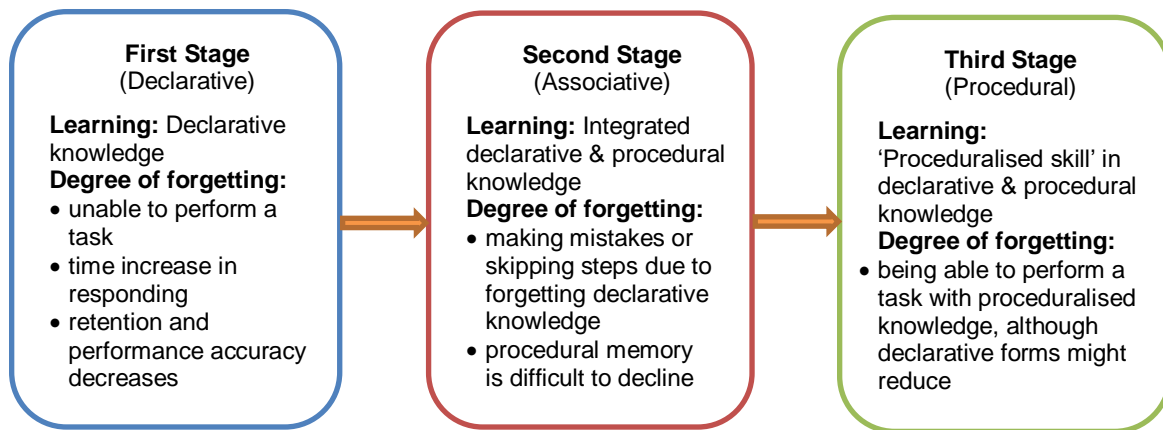 First Stage
(Declarative)
Learning: Declarative
knowledge
Degree of forgetting:
• unable to perform a
task
• time increase in
responding
• retention and
performance accuracy
decreases
Second Stage
(Associative)
Learning: Integrated
declarative & procedural
knowledge
Degree of forgetting:
• making mistakes or
skipping steps due to
forgetting declarative
knowledge
• procedural memory
is difficult to decline
Third Stage
(Procedural)
Learning:
‘Proceduralised skill’ in
declarative & procedural
knowledge
Degree of forgetting:
• being able to perform a
task with proceduralised
knowledge, although
declarative forms might
reduce